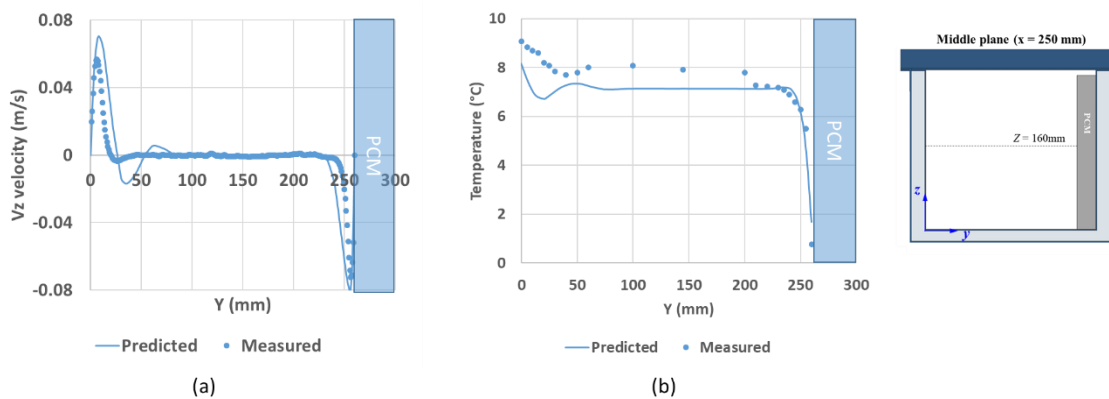 0.08
0.04
0
-0.04
-0.08
Vz velocity (m/s)
0 50 100 150 200 250 300
PCM
Y (mm)
Predicted Measured
(a)
10
8
6
4
2
0
Temperature (°C)
0 50 100 150 200 250 300
PCM
Y (mm)
Predicted Measured
(b)
Middle plane (x = 250 mm)
PCM
Z = 160mm
z
y